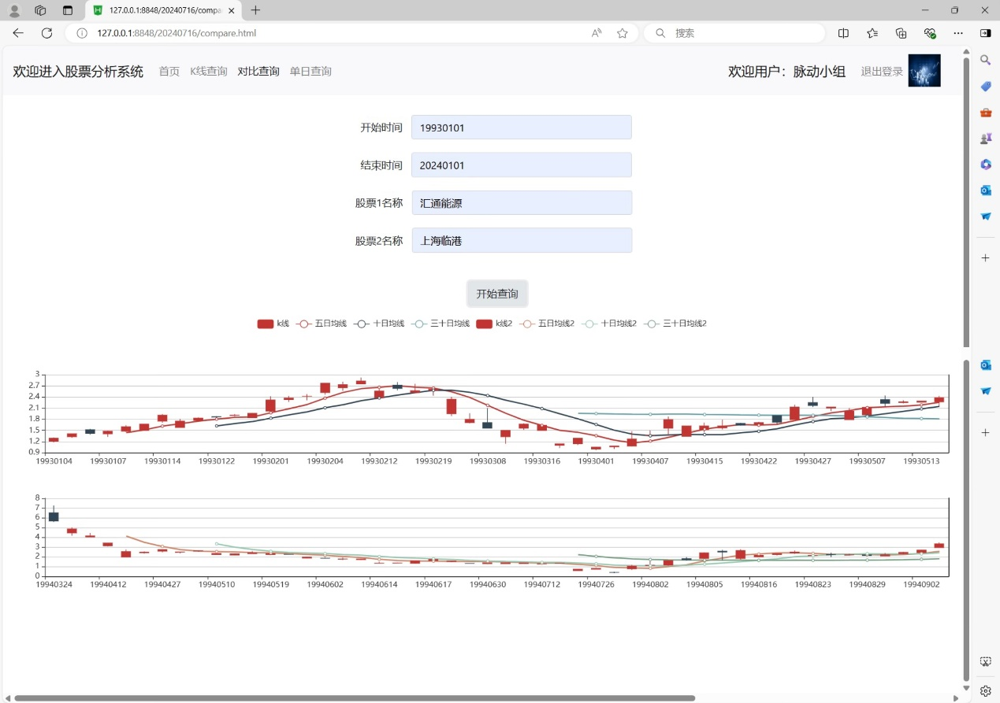 127.0.0.1:8848/20240716/compa
127.0.0.1:8848/20240716/compare.html
搜索
欢迎进入股票分析系统 首页 K线查询 对比查询 单日查询 欢迎用户：脉动小组 退出登录
开始时间 19930101
结束时间 20240101
股票1名称 汇通能源
股票2名称 上海临港
开始查询
k线 五日均线 十日均线 三十日均线 k线2 五日均线2 十日均线2 三十日均线2
3
2.7
2.4
2.1
1.8
1.5
1.2
0.9
19930104 19930107 19930114 19930122 19930201 19930204 19930212 19930219 19930308 19930316 19930401 19930407 19930415 19930422 19930427 19930507 19930513
8
7
6
5
4
3
2
1
0
19940324 19940412 19940427 19940510 19940519 19940602 19940614 19940617 19940630 19940712 19940726 19940802 19940805 19940816 19940823 19940829 19940902